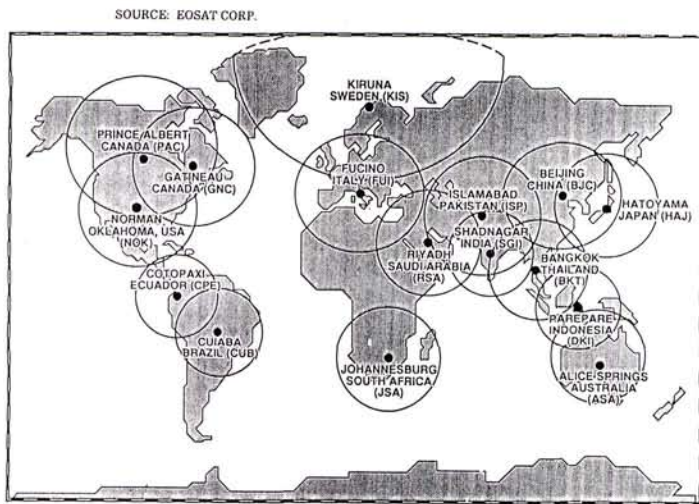 SOURCE: EOSAT CORP.
KIRUNA
SWEDEN (KIS)
PRINCE ALBERT
CANADA (PAC)
GATINEAU
CANADA (GNC)
FUCINO
ITALY (FUI)
ISLAMABAD
PAKISTAN (ISP)
BEIJING
CHINA (BJC)
HATOYAMA
JAPAN (HAJ)
NORMAN
OKLAHOMA, USA
(NOK)
SHADNAGAR
INDIA (SGI)
RIYADH
SAUDI ARABIA
(RSA)
BANGKOK
THAILAND
(BKT)
COTOPAXI
ECUADOR (CPE)
CUIABA
BRAZIL (CUB)
PAREPARE
INDONESIA
(DKI)
JOHANNESBURG
SOUTH AFRICA
(JSA)
ALICE SPRINGS
AUSTRALIA
(ASA)